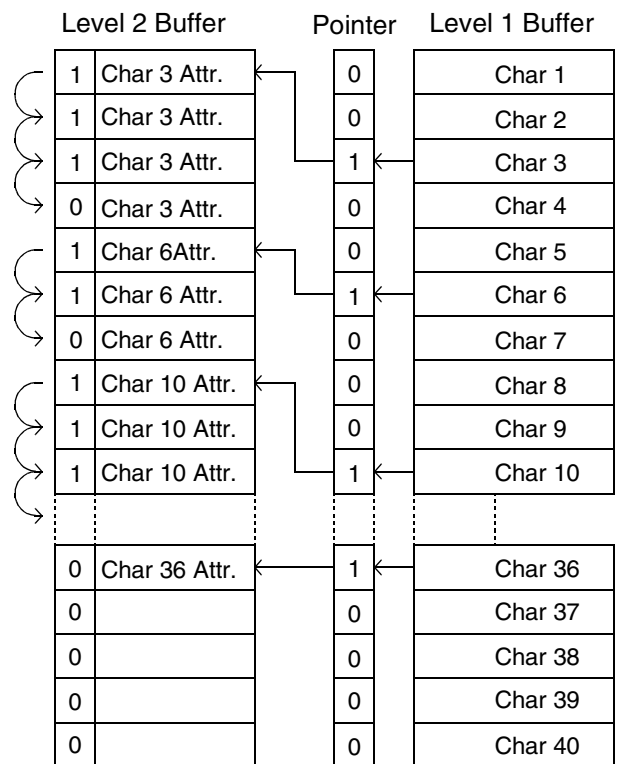 Level 2 Buffer Pointer Level 1 Buffer
1 Char 3 Attr. 0 Char 1
1 Char 3 Attr. 0 Char 2
1 Char 3 Attr. 1 Char 3
0 Char 3 Attr. 0 Char 4
1 Char 6Attr. 0 Char 5
1 Char 6 Attr. 1 Char 6
0 Char 6 Attr. 0 Char 7
1 Char 10 Attr. 0 Char 8
1 Char 10 Attr. 0 Char 9
1 Char 10 Attr. 1 Char 10
0 Char 36 Attr. 1 Char 36
0 0 Char 37
0 0 Char 38
0 0 Char 39
0 0 Char 40